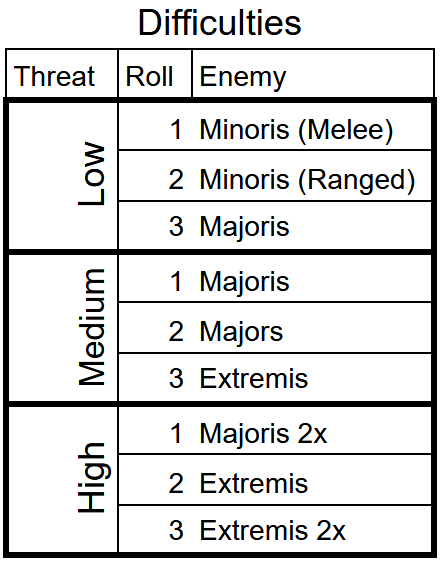 Difficulties
Threat Roll Enemy
Low
1 Minoris (Melee)
2 Minoris (Ranged)
3 Majoris
Medium
1 Majoris
2 Majors
3 Extremis
High
1 Majoris 2x
2 Extremis
3 Extremis 2x